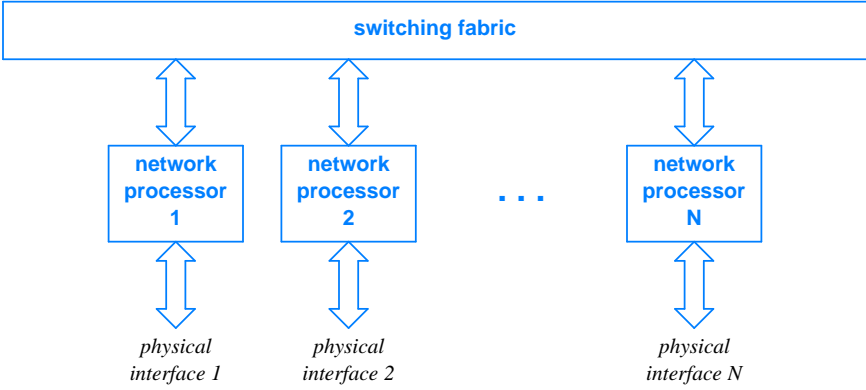 switching fabric
network
processor
1
network
processor
2
. . .
network
processor
N
physical
interface 1
physical
interface 2
physical
interface N